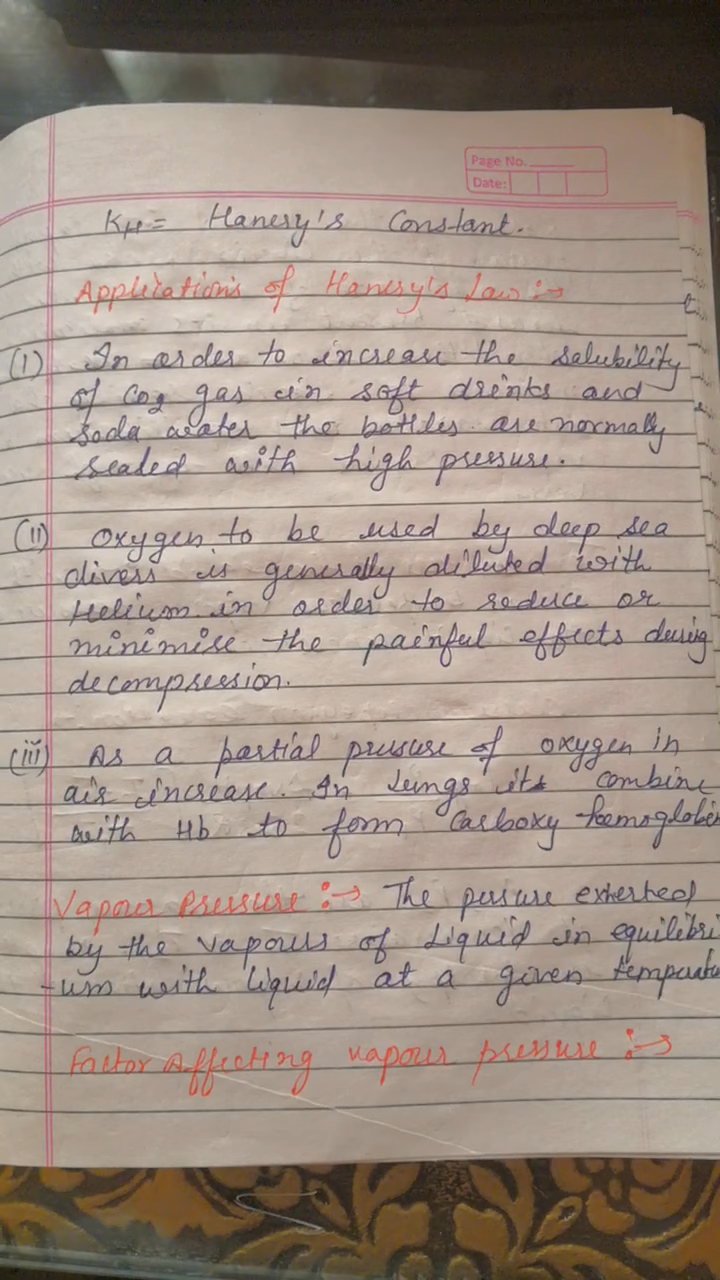 Page No.
Date:
KH = Hanery's Constant.
Applications of Hanery's Law :→
(i) In order to increase the salubility
of CO2 gas in soft drinks and
soda water the bottles are normally
sealed with high pressure.
(ii) Oxygen to be used by deep sea
divers is generally diluted with
Helium in order to reduce or
minimise the painful effects during
decompression.
(iii) As a partial pressure of oxygen in
air increase. In lungs its combine
with Hb to form Carboxy hemoglobin
Vapour Pressure :→ The pressure exherted
by the vapours of Liquid in equilibri
-um with liquid at a given temperatu
Factor Affecting vapour pressure :→